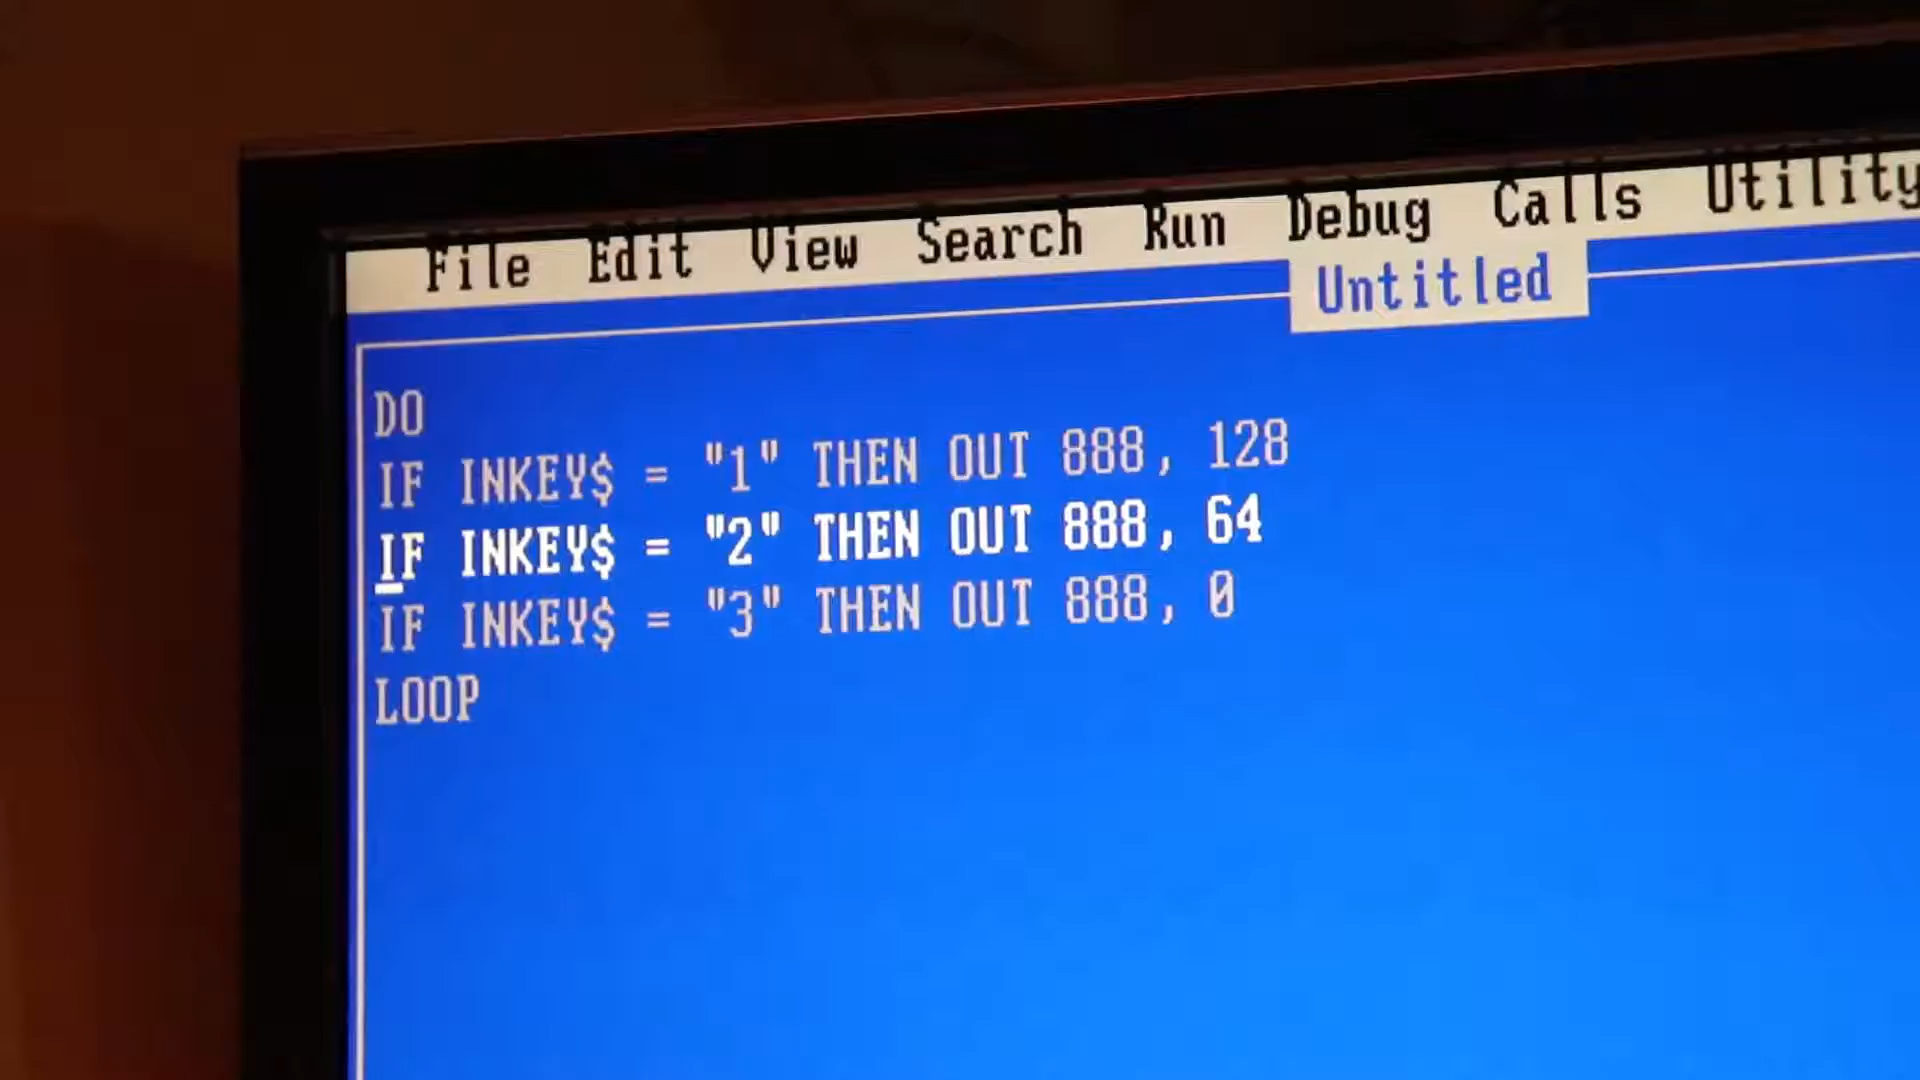 File Edit View Search Run Debug Calls Utility
Untitled
DO
IF INKEY$ = "1" THEN OUT 888, 128
IF INKEY$ = "2" THEN OUT 888, 64
IF INKEY$ = "3" THEN OUT 888, 0
LOOP